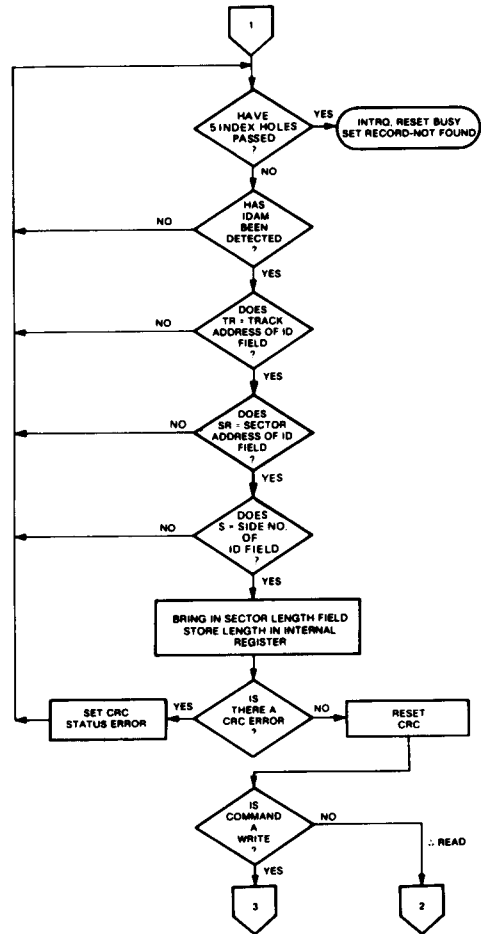 1
HAVE
5 INDEX HOLES
PASSED
?
YES
INTRQ, RESET BUSY
SET RECORD-NOT FOUND
NO
HAS
IDAM
BEEN
DETECTED
?
NO
YES
DOES
TR = TRACK
ADDRESS OF ID
FIELD
?
NO
YES
DOES
SR = SECTOR
ADDRESS OF ID
FIELD
?
NO
YES
DOES
S = SIDE NO.
OF
ID FIELD
?
NO
YES
BRING IN SECTOR LENGTH FIELD
STORE LENGTH IN INTERNAL
REGISTER
IS
THERE A
CRC ERROR
?
YES
SET CRC
STATUS ERROR
NO
RESET
CRC
IS
COMMAND
A
WRITE
?
NO
∴ READ
YES
3
2